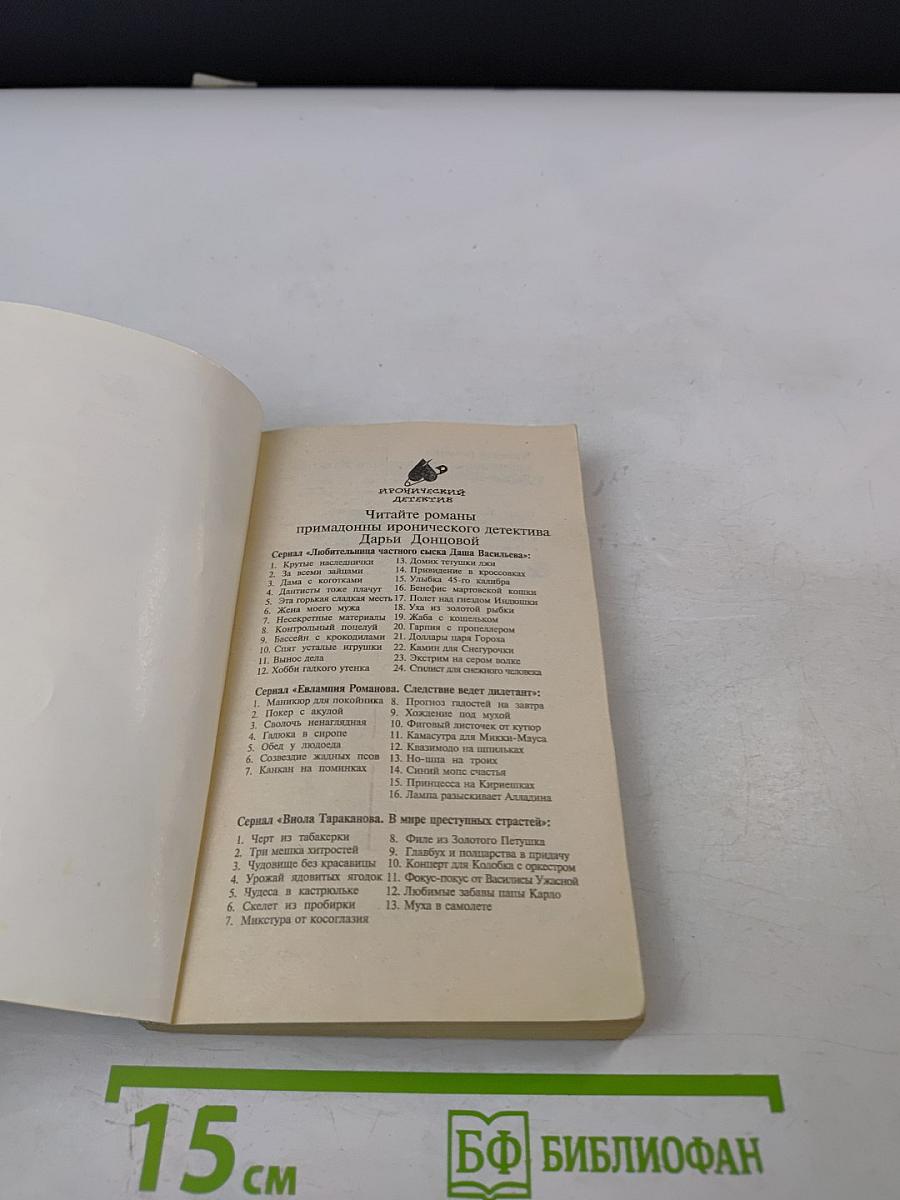 ИРОНИЧЕСКИЙ
ДЕТЕКТИВ
Читайте романы
примадонны иронического детектива
Дарьи Донцовой
Сериал «Любительница частного сыска Даша Васильева»:
1. Крутые наследнички
2. За всеми зайцами
3. Дама с коготками
4. Дантисты тоже плачут
5. Эта горькая сладкая месть
6. Жена моего мужа
7. Несекретные материалы
8. Контрольный поцелуй
9. Бассейн с крокодилами
10. Спят усталые игрушки
11. Вынос дела
12. Хобби гадкого утенка
13. Домик тетушки лжи
14. Привидение в кроссовках
15. Улыбка 45-го калибра
16. Бенефис мартовской кошки
17. Полет над гнездом Индюшки
18. Уха из золотой рыбки
19. Жаба с кошельком
20. Гарпия с пропеллером
21. Доллары царя Гороха
22. Камин для Снегурочки
23. Экстрим на сером волке
24. Стилист для снежного человека
Сериал «Евлампия Романова. Следствие ведет дилетант»:
1. Маникюр для покойника
2. Покер с акулой
3. Сволочь ненаглядная
4. Гадюка в сиропе
5. Обед у людоеда
6. Созвездие жадных псов
7. Канкан на поминках
8. Прогноз гадостей на завтра
9. Хождение под мухой
10. Фиговый листочек от кутюр
11. Камасутра для Микки-Мауса
12. Квазимодо на шпильках
13. Но-шпа на троих
14. Синий мопс счастья
15. Принцесса на Кириешках
16. Лампа разыскивает Алладина
Сериал «Виола Тараканова. В мире преступных страстей»:
1. Черт из табакерки
2. Три мешка хитростей
3. Чудовище без красавицы
4. Урожай ядовитых ягодок
5. Чудеса в кастрюльке
6. Скелет из пробирки
7. Микстура от косоглазия
8. Филе из Золотого Петушка
9. Главбух и полцарства в придачу
10. Концерт для Колобка с оркестром
11. Фокус-покус от Василисы Ужасной
12. Любимые забавы папы Карло
13. Муха в самолете
15 см
БФ БИБЛИОФАН